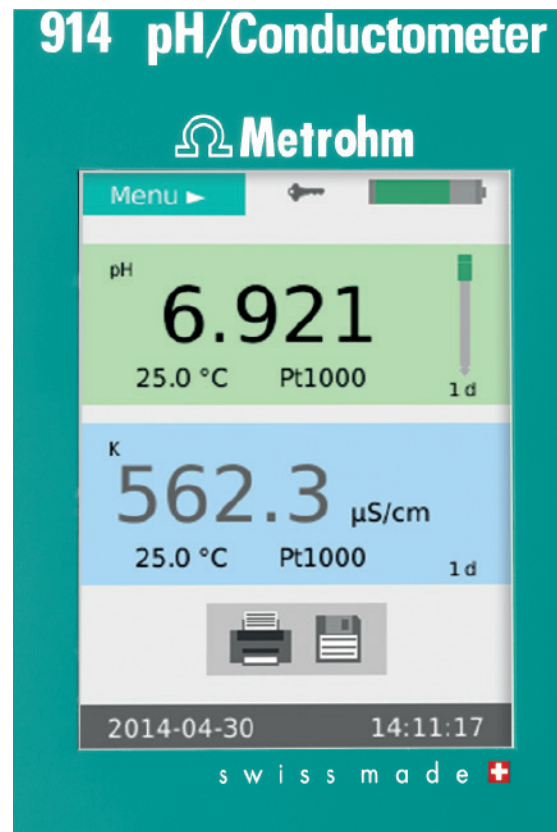 914 pH/Conductometer
Metrohm
Menu ►
pH
6.921
25.0 °C Pt1000 1 d
K
562.3 µS/cm
25.0 °C Pt1000 1 d
2014-04-30 14:11:17
swiss made